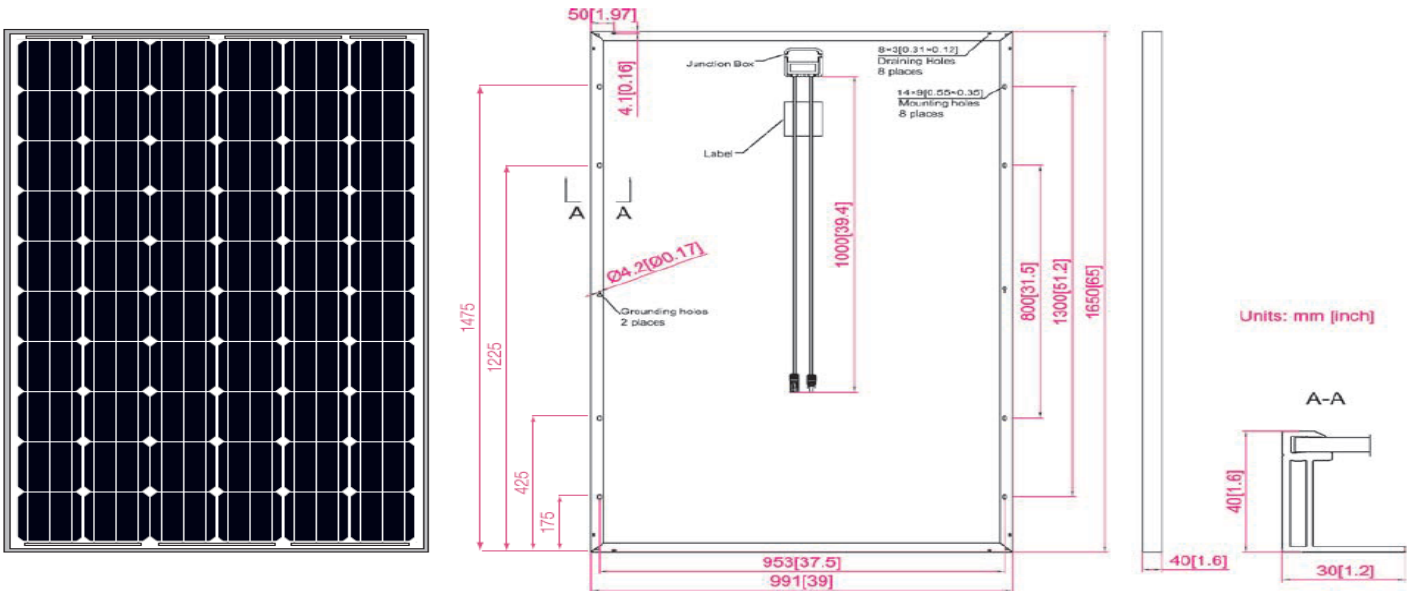 50[1.97]
4.1[0.16]
Junction Box
8-3[0.31-0.12]
Draining Holes
8 places
14×9[0.55×0.35]
Mounting holes
8 places
Label
A A
1000[39.4]
Ø4.2[Ø0.17]
Grounding holes
2 places
1475
1225
425
175
800[31.5]
1300[51.2]
1650[65]
953[37.5]
991[39]
40[1.6]
Units: mm [inch]
A-A
40[1.6]
30[1.2]